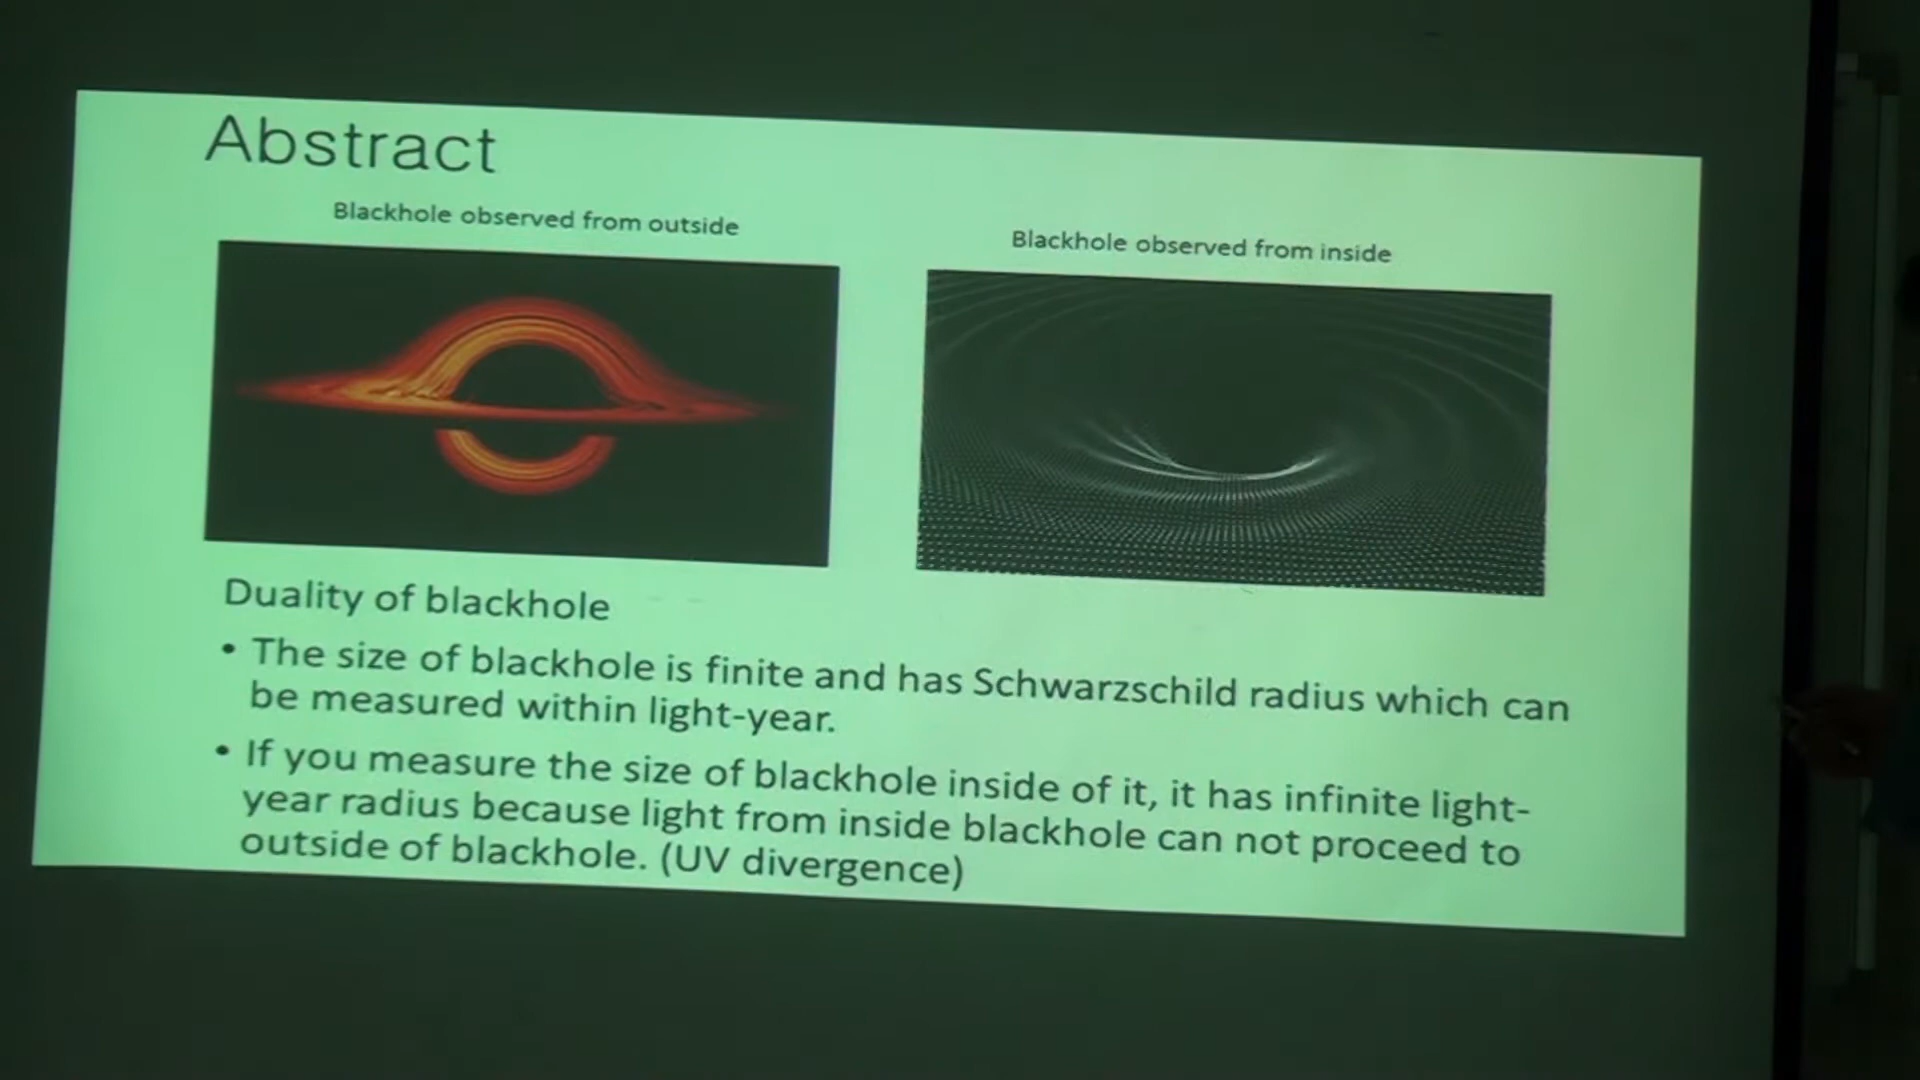 Abstract
Blackhole observed from outside
Blackhole observed from inside
Duality of blackhole
• The size of blackhole is finite and has Schwarzschild radius which can
be measured within light-year.
• If you measure the size of blackhole inside of it, it has infinite light-
year radius because light from inside blackhole can not proceed to
outside of blackhole. (UV divergence)